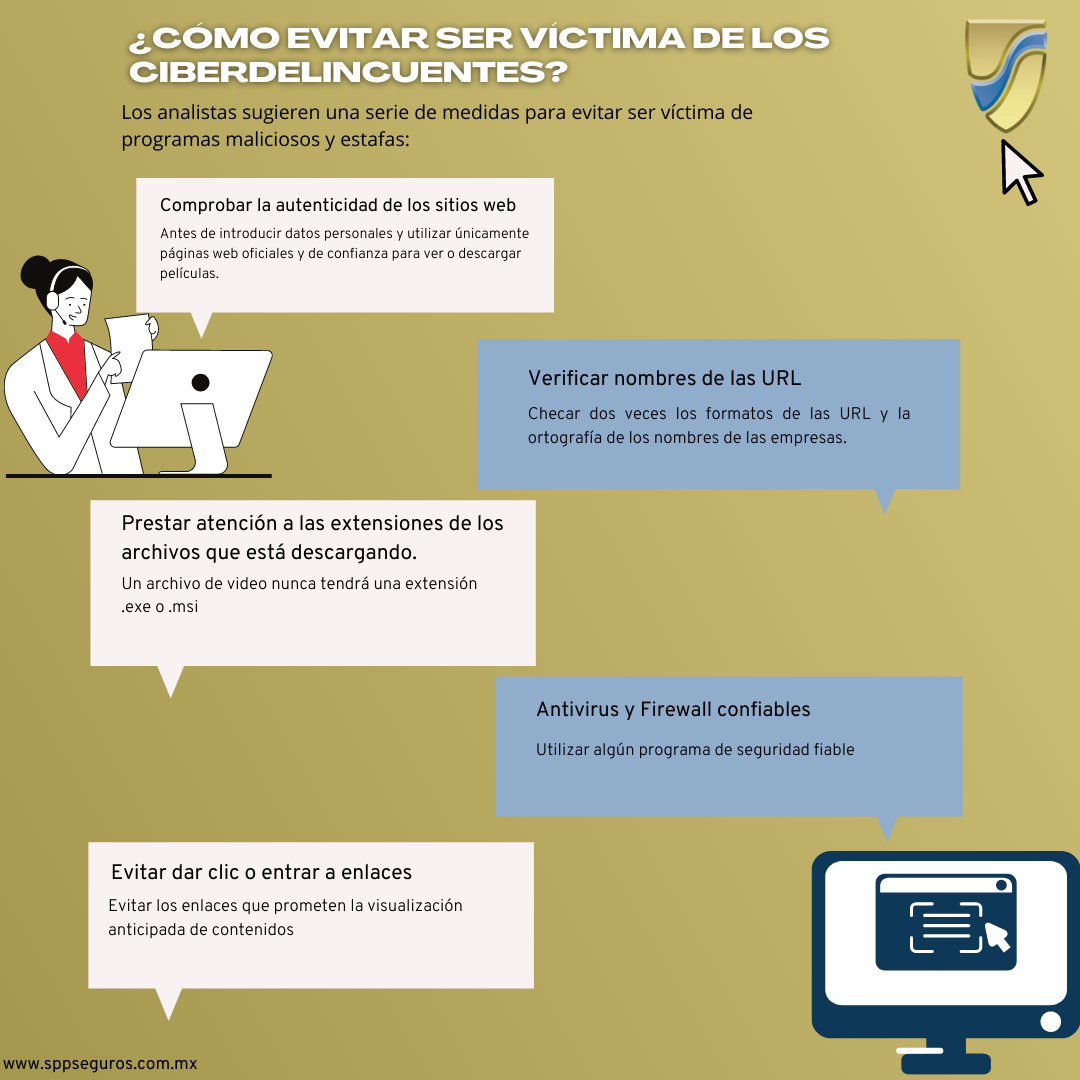 ¿CÓMO EVITAR SER VÍCTIMA DE LOS
CIBERDELINCUENTES?
Los analistas sugieren una serie de medidas para evitar ser víctima de
programas maliciosos y estafas:
Comprobar la autenticidad de los sitios web
Antes de introducir datos personales y utilizar únicamente
páginas web oficiales y de confianza para ver o descargar
películas.
Verificar nombres de las URL
Checar dos veces los formatos de las URL y la
ortografía de los nombres de las empresas.
Prestar atención a las extensiones de los
archivos que está descargando.
Un archivo de video nunca tendrá una extensión
.exe o .msi
Antivirus y Firewall confiables
Utilizar algún programa de seguridad fiable
Evitar dar clic o entrar a enlaces
Evitar los enlaces que prometen la visualización
anticipada de contenidos
www.sppseguros.com.mx